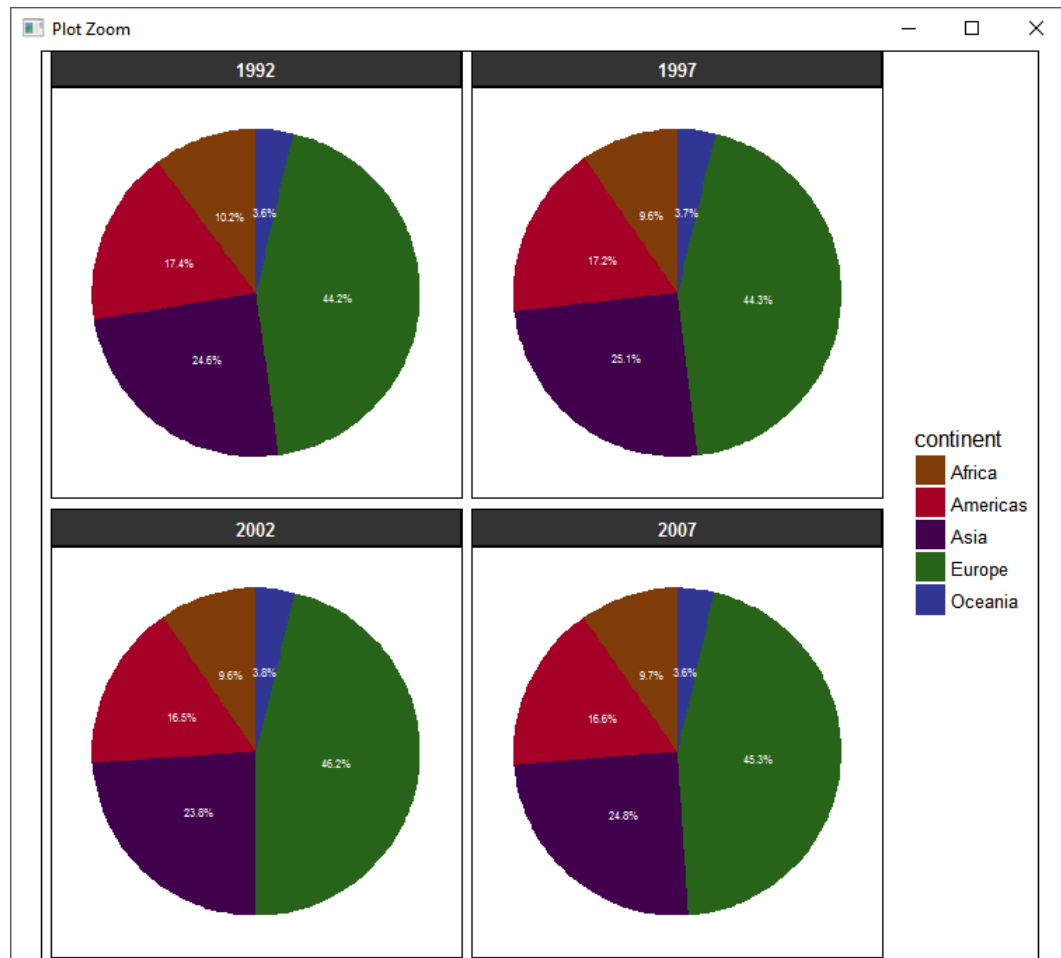 Plot Zoom
1992 1997
10.2% 3.6% 9.6% 3.7%
17.4% 17.2%
44.2% 44.3%
24.6% 25.1%
continent
Africa
Americas
Asia
Europe
Oceania
2002 2007
9.6% 3.8% 9.7% 3.6%
16.5% 16.6%
46.2% 45.3%
23.8% 24.8%